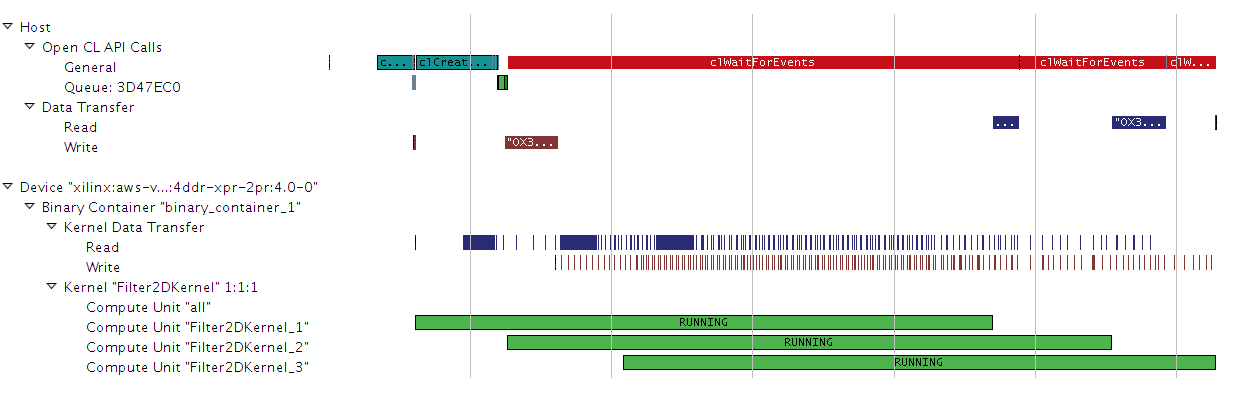 Host
Open CL API Calls
General c... clCreat... clWaitForEvents clWaitForEvents clW...
Queue: 3D47EC0
Data Transfer
Read ... "0X3...
Write "0X3...
Device "xilinx:aws-v...:4ddr-xpr-2pr:4.0-0"
Binary Container "binary_container_1"
Kernel Data Transfer
Read
Write
Kernel "Filter2DKernel" 1:1:1
Compute Unit "all"
Compute Unit "Filter2DKernel_1" RUNNING
Compute Unit "Filter2DKernel_2" RUNNING
Compute Unit "Filter2DKernel_3" RUNNING